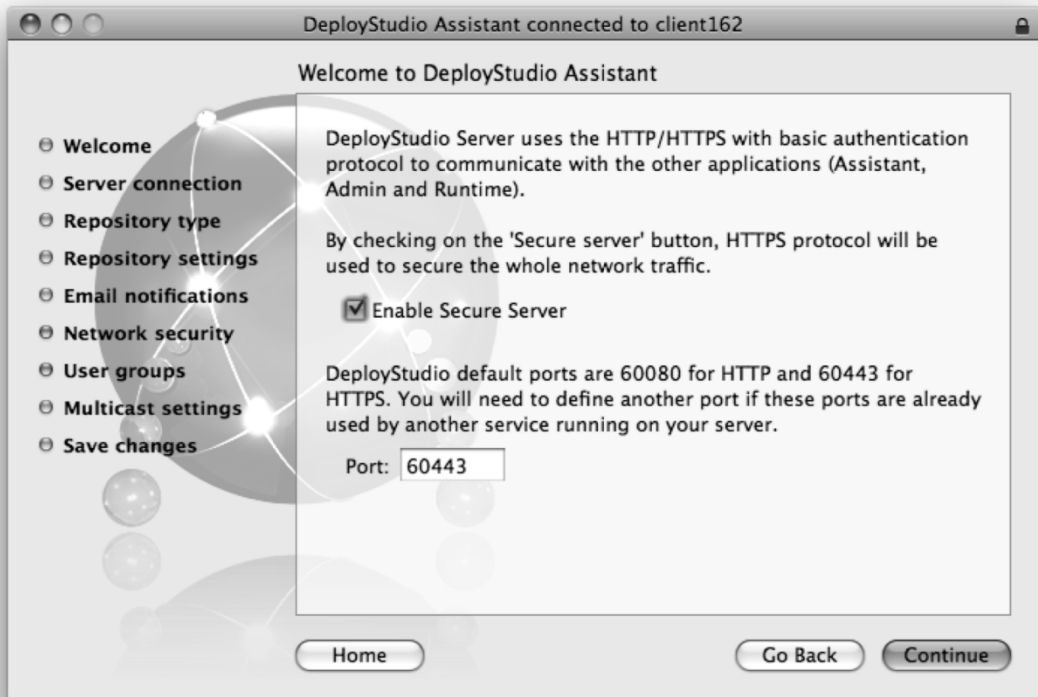 DeployStudio Assistant connected to client162
Welcome to DeployStudio Assistant
Welcome
Server connection
Repository type
Repository settings
Email notifications
Network security
User groups
Multicast settings
Save changes
DeployStudio Server uses the HTTP/HTTPS with basic authentication
protocol to communicate with the other applications (Assistant,
Admin and Runtime).
By checking on the 'Secure server' button, HTTPS protocol will be
used to secure the whole network traffic.
Enable Secure Server
DeployStudio default ports are 60080 for HTTP and 60443 for
HTTPS. You will need to define another port if these ports are already
used by another service running on your server.
Port: 60443
Home
Go Back
Continue